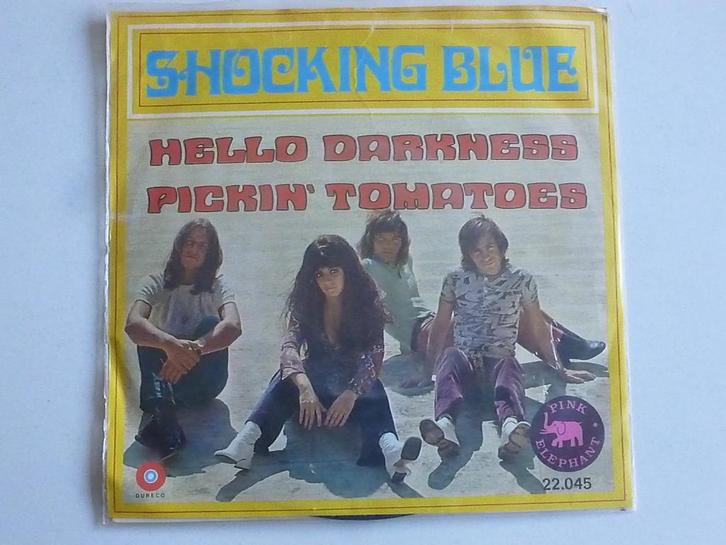 SHOCKING BLUE
HELLO DARKNESS
PICKIN' TOMATOES
PINK
ELEPHANT
DURECO
22.045